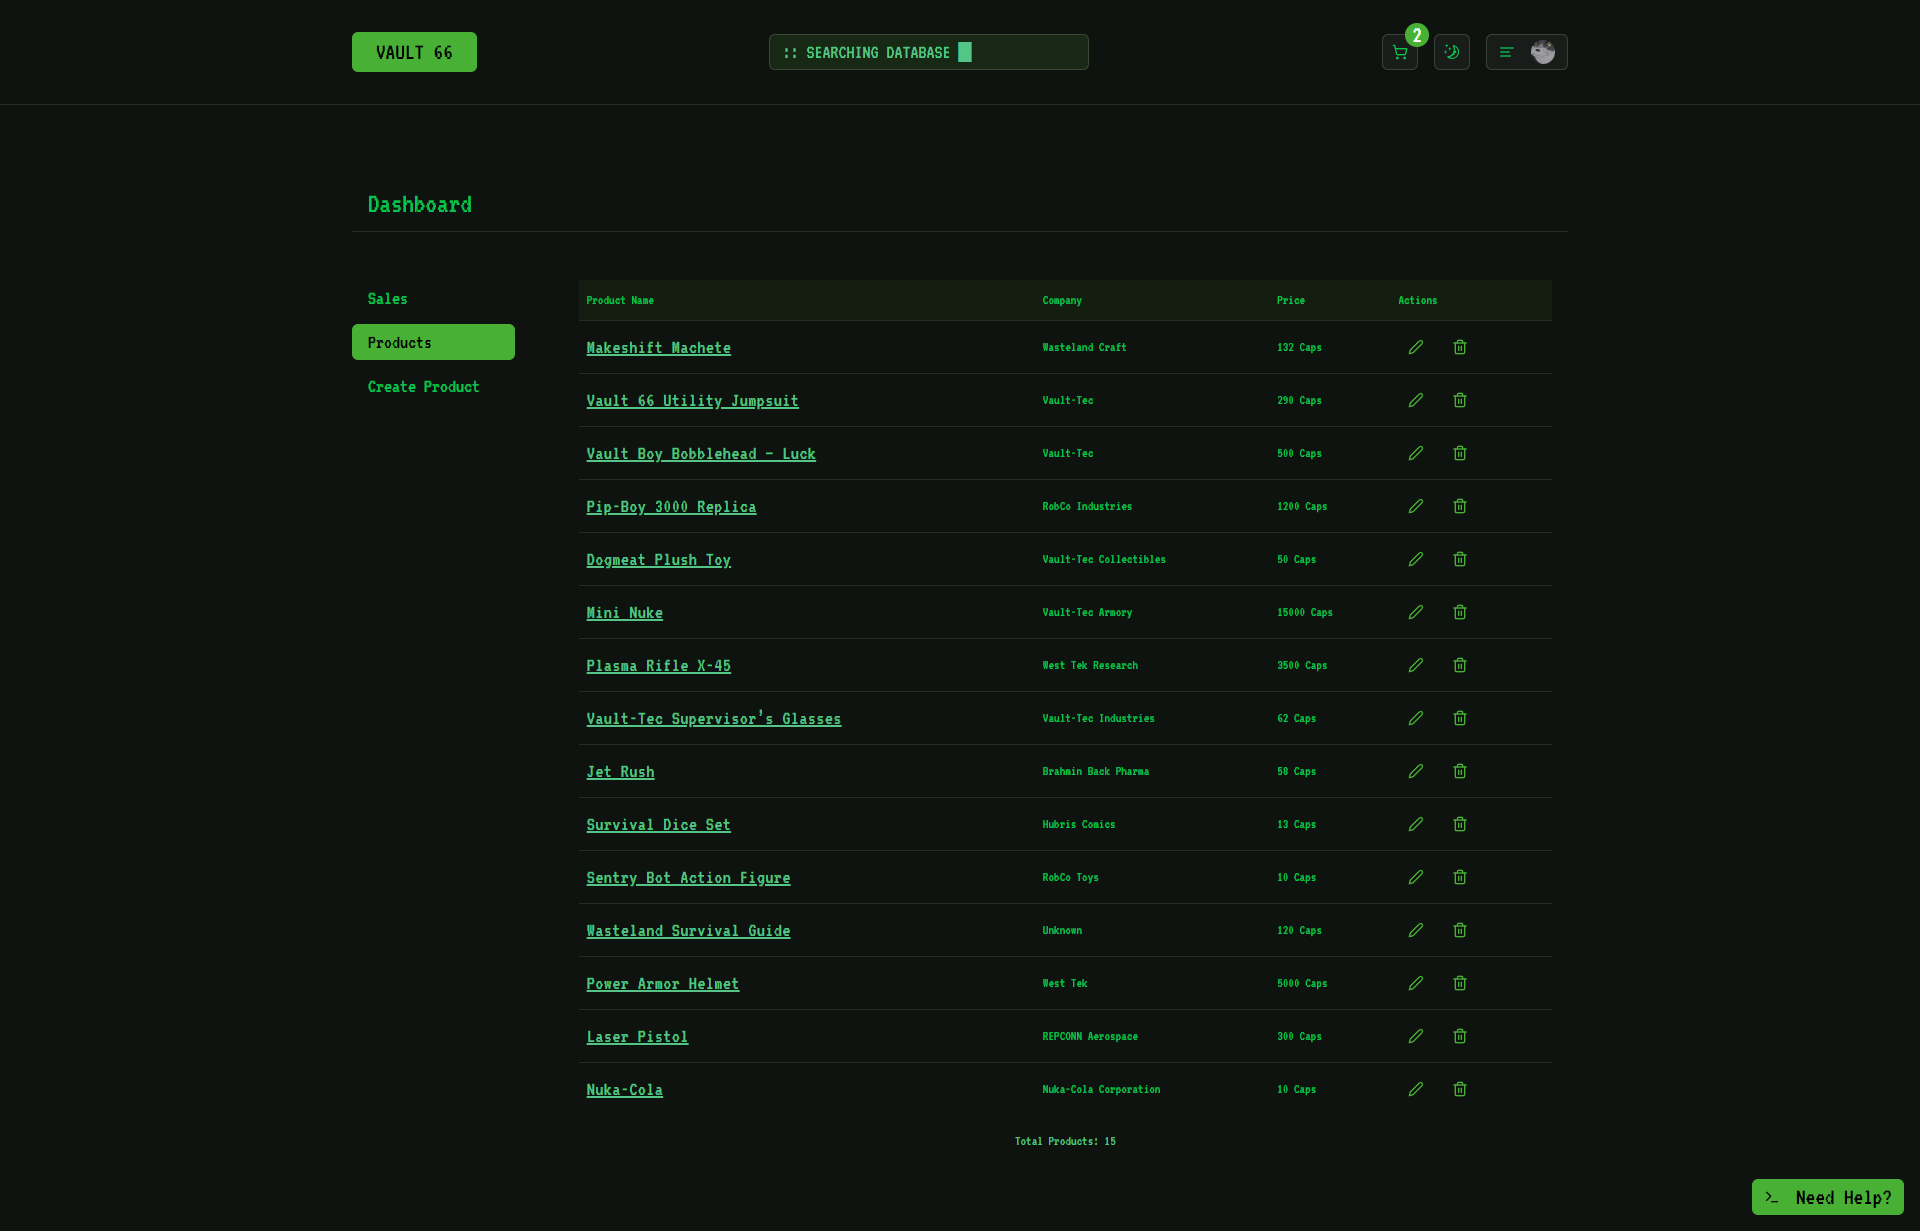 VAULT 66
:: SEARCHING DATABASE
2
Dashboard
Sales
Products
Create Product
Product Name Company Price Actions
Makeshift Machete Wasteland Craft 132 Caps
Vault 66 Utility Jumpsuit Vault-Tec 290 Caps
Vault Boy Bobblehead – Luck Vault-Tec 500 Caps
Pip-Boy 3000 Replica RobCo Industries 1200 Caps
Dogmeat Plush Toy Vault-Tec Collectibles 50 Caps
Mini Nuke Vault-Tec Armory 15000 Caps
Plasma Rifle X-45 West Tek Research 3500 Caps
Vault-Tec Supervisor's Glasses Vault-Tec Industries 62 Caps
Jet Rush Brahmin Back Pharma 58 Caps
Survival Dice Set Hubris Comics 13 Caps
Sentry Bot Action Figure RobCo Toys 10 Caps
Wasteland Survival Guide Unknown 120 Caps
Power Armor Helmet West Tek 5000 Caps
Laser Pistol REPCONN Aerospace 300 Caps
Nuka-Cola Nuka-Cola Corporation 10 Caps
Total Products: 15
Need Help?